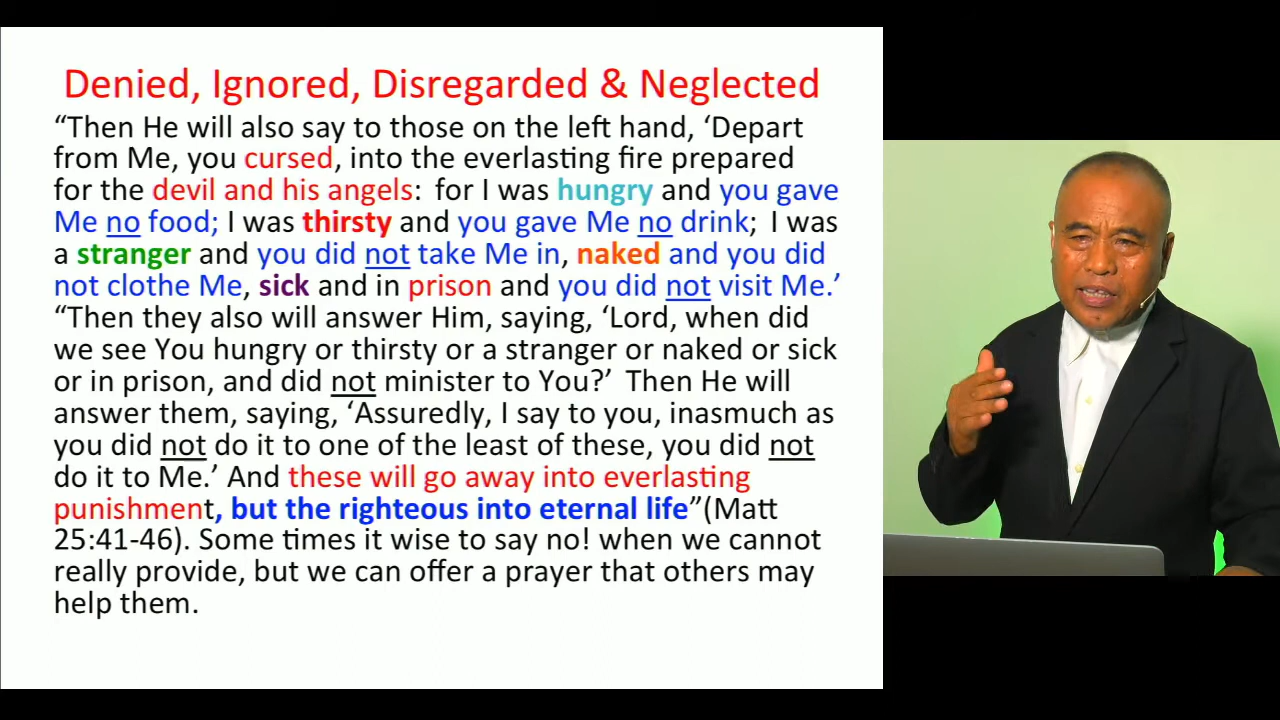 Denied, Ignored, Disregarded & Neglected
“Then He will also say to those on the left hand, ‘Depart
from Me, you cursed, into the everlasting fire prepared
for the devil and his angels:  for I was hungry and you gave
Me no food; I was thirsty and you gave Me no drink;  I was
a stranger and you did not take Me in, naked and you did
not clothe Me, sick and in prison and you did not visit Me.’
“Then they also will answer Him, saying, ‘Lord, when did
we see You hungry or thirsty or a stranger or naked or sick
or in prison, and did not minister to You?’  Then He will
answer them, saying, ‘Assuredly, I say to you, inasmuch as
you did not do it to one of the least of these, you did not
do it to Me.’ And these will go away into everlasting
punishment, but the righteous into eternal life”(Matt
25:41-46). Some times it wise to say no! when we cannot
really provide, but we can offer a prayer that others may
help them.